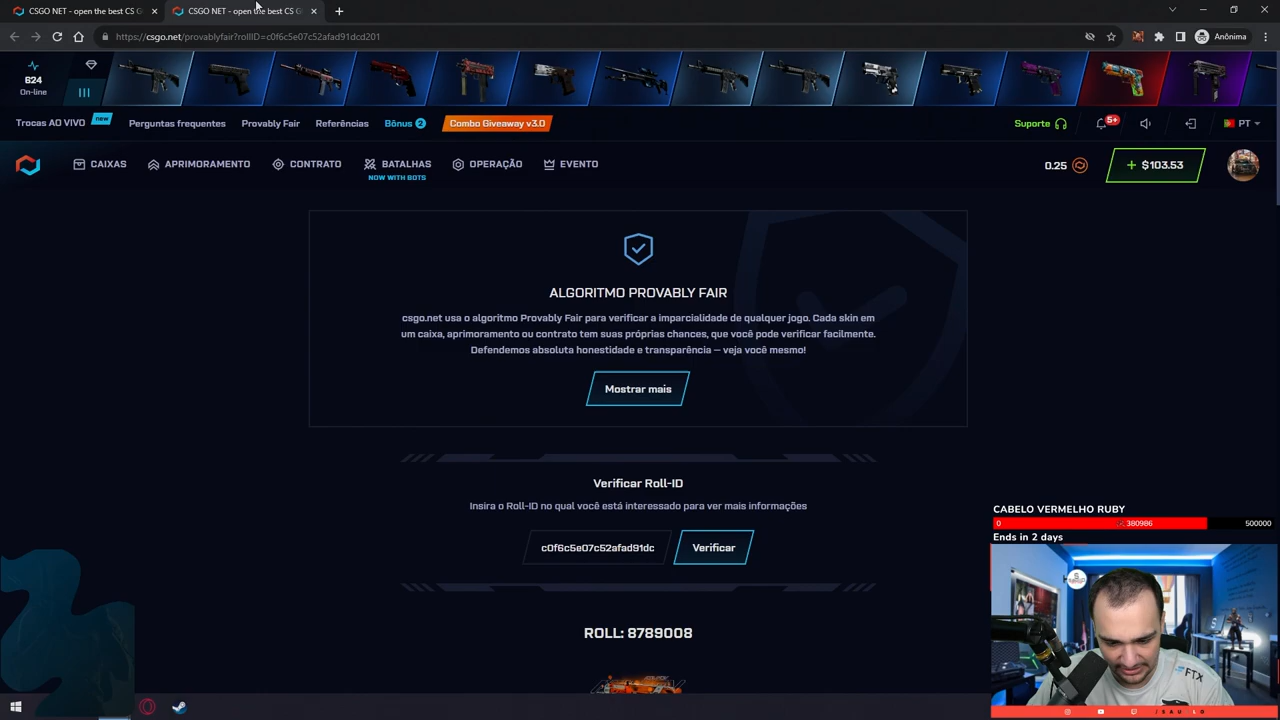 CSGO NET - open the best CS G
CSGO NET - open the best CS G
https://csgo.net/provablyfair?rollID=c0f6c5e07c52afad91dcd201
Anônima
624
On-line
Trocas AO VIVO
new
Perguntas frequentes
Provably Fair
Referências
Bônus 2
Combo Giveaway v3.0
Suporte
5+
PT
CAIXAS
APRIMORAMENTO
CONTRATO
BATALHAS
NOW WITH BOTS
OPERAÇÃO
EVENTO
0.25
+ $103.53
ALGORITMO PROVABLY FAIR
csgo.net usa o algoritmo Provably Fair para verificar a imparcialidade de qualquer jogo. Cada skin em
um caixa, aprimoramento ou contrato tem suas próprias chances, que você pode verificar facilmente.
Defendemos absoluta honestidade e transparência – veja você mesmo!
Mostrar mais
Verificar Roll-ID
Insira o Roll-ID no qual você está interessado para ver mais informações
c0f6c5e07c52afad91dc
Verificar
ROLL: 8789008
CABELO VERMELHO RUBY
0
380986
500000
Ends in 2 days
FTX